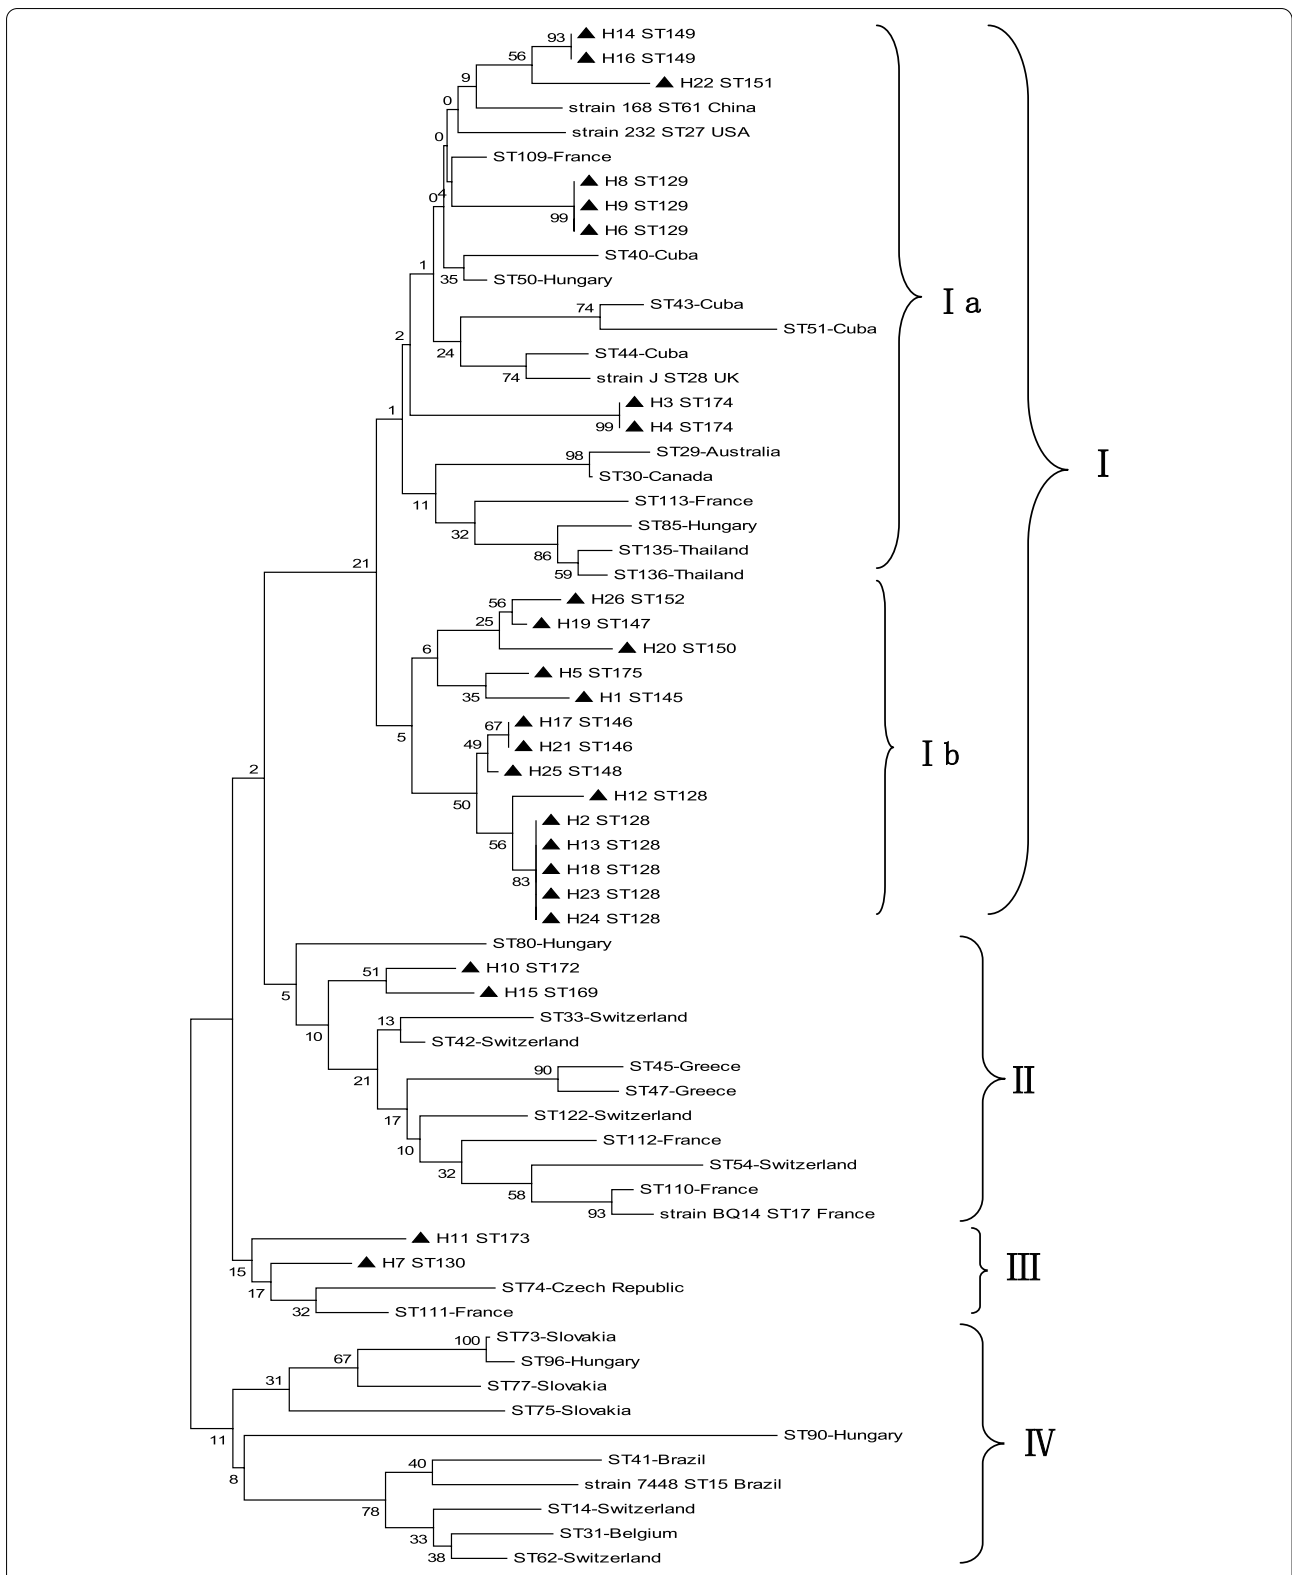 93 ▲ H14 ST149
▲ H16 ST149
56
▲ H22 ST151
9
strain 168 ST61 China
0
strain 232 ST27 USA
0
ST109-France
▲ H8 ST129
04
▲ H9 ST129
99
▲ H6 ST129
ST40-Cuba
1
35
ST50-Hungary
74
ST43-Cuba
ST51-Cuba
2
24
ST44-Cuba
74
strain J ST28 UK
▲ H3 ST174
1
99
▲ H4 ST174
98
ST29-Australia
ST30-Canada
11
ST113-France
32
ST85-Hungary
86
ST135-Thailand
21
59
ST136-Thailand
I a
I
56
▲ H26 ST152
25
▲ H19 ST147
▲ H20 ST150
6
▲ H5 ST175
35
▲ H1 ST145
67
▲ H17 ST146
5
49
▲ H21 ST146
▲ H25 ST148
50
▲ H12 ST128
▲ H2 ST128
56
▲ H13 ST128
▲ H18 ST128
83
▲ H23 ST128
▲ H24 ST128
I b
2
ST80-Hungary
51
▲ H10 ST172
5
▲ H15 ST169
13
ST33-Switzerland
10
ST42-Switzerland
90
ST45-Greece
21
ST47-Greece
17
ST122-Switzerland
10
ST112-France
32
ST54-Switzerland
58
ST110-France
93
strain BQ14 ST17 France
II
▲ H11 ST173
15
▲ H7 ST130
17
ST74-Czech Republic
32
ST111-France
III
100
ST73-Slovakia
67
ST96-Hungary
31
ST77-Slovakia
ST75-Slovakia
11
ST90-Hungary
8
40
ST41-Brazil
strain 7448 ST15 Brazil
78
ST14-Switzerland
33
ST31-Belgium
38
ST62-Switzerland
IV